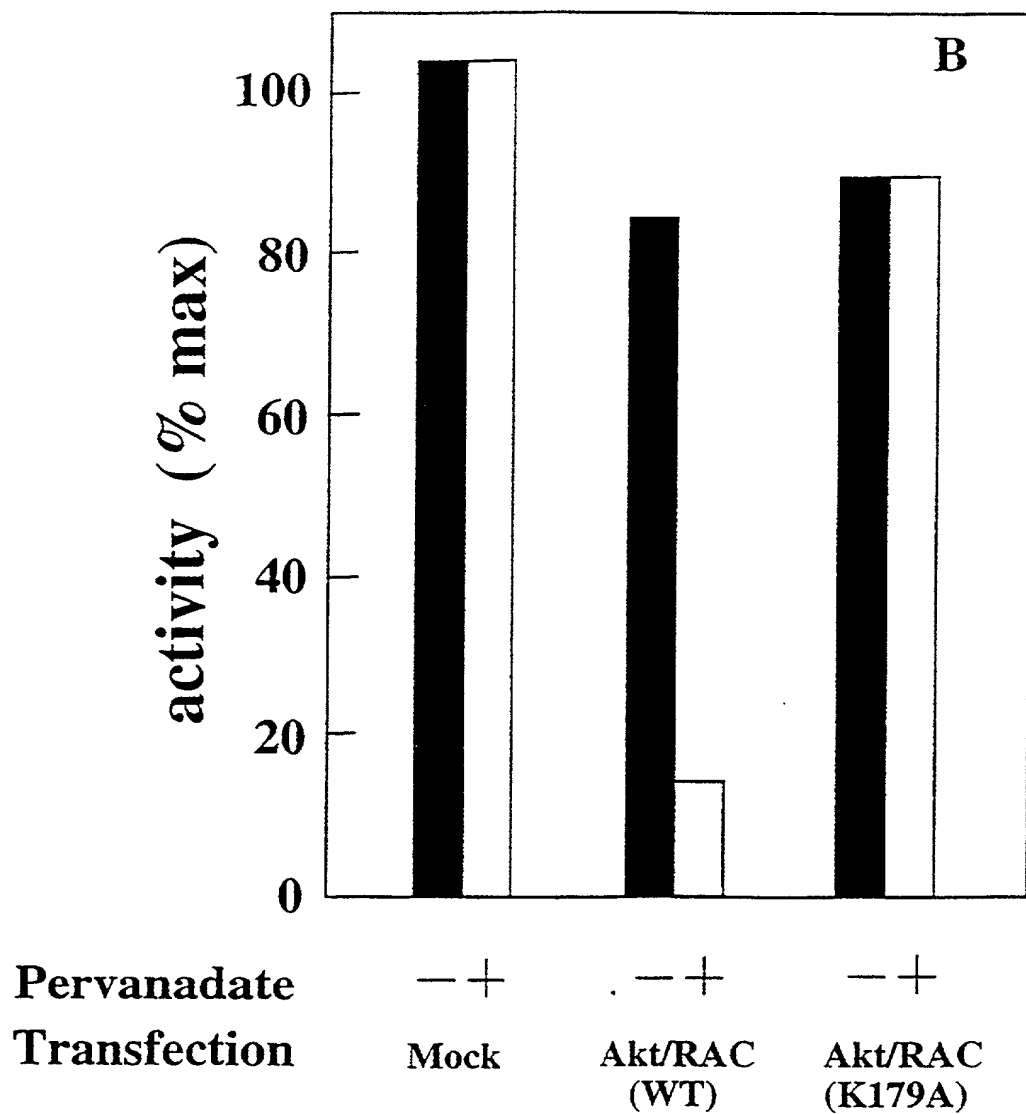 B
activity (% max)
100
80
60
40
20
0
Pervanadate − + − + − +
Transfection Mock Akt/RAC (WT) Akt/RAC (K179A)